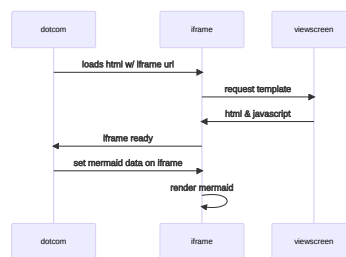 dotcom iframe viewscreen
loads html w/ iframe url
request template
html & javascript
iframe ready
set mermaid data on iframe
render mermaid
dotcom iframe viewscreen